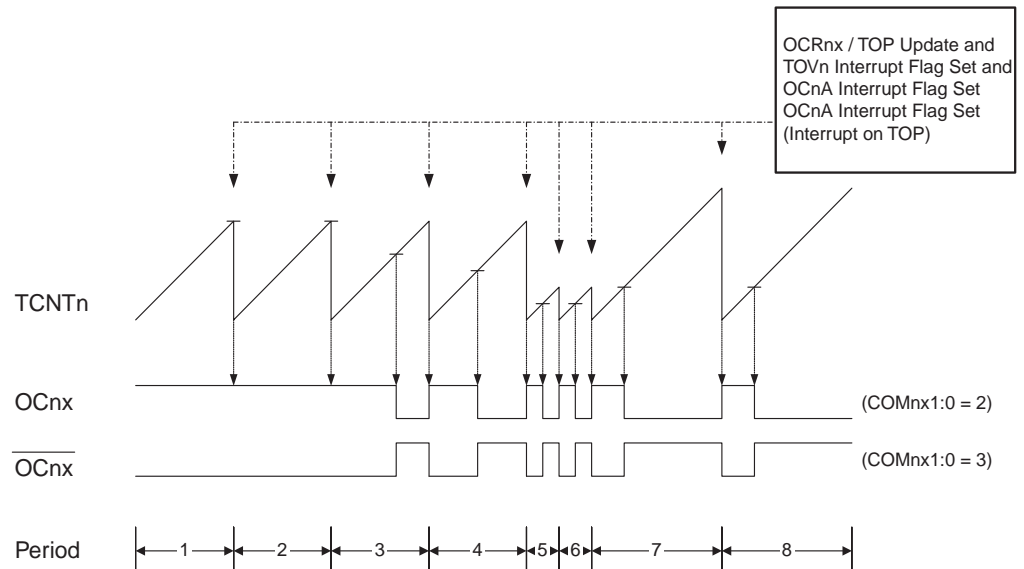 OCRnx / TOP Update and
TOVn Interrupt Flag Set and
OCnA Interrupt Flag Set
OCnA Interrupt Flag Set
(Interrupt on TOP)
TCNTn
OCnx
(COMnx1:0 = 2)
OCnx
(COMnx1:0 = 3)
Period
1 2 3 4 5 6 7 8